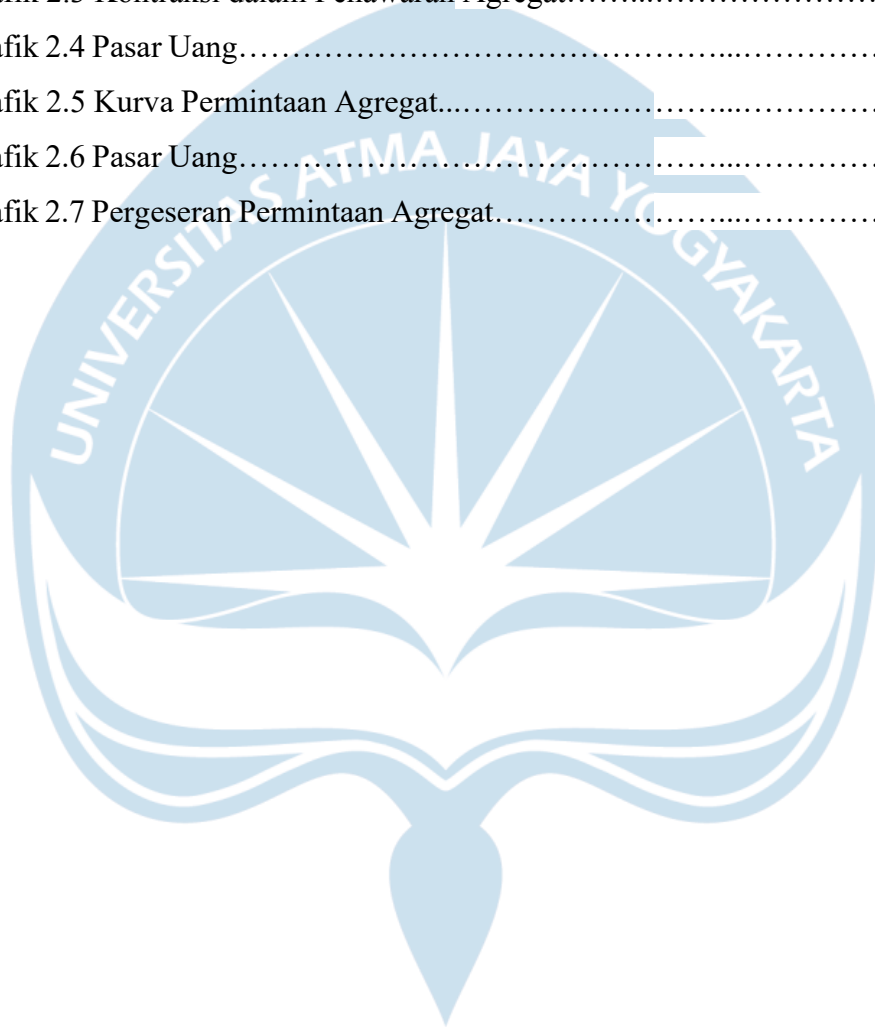 afik 2.3 Kontraksi dalam Penawaran Agregat……...…………………
afik 2.4 Pasar Uang…………………………………………...……………
afik 2.5 Kurva Permintaan Agregat...……………………...……………
afik 2.6 Pasar Uang…………………………………………...……………
afik 2.7 Pergeseran Permintaan Agregat…………………...……………
UNIVERSITAS ATMA JAYA YOGYAKARTA